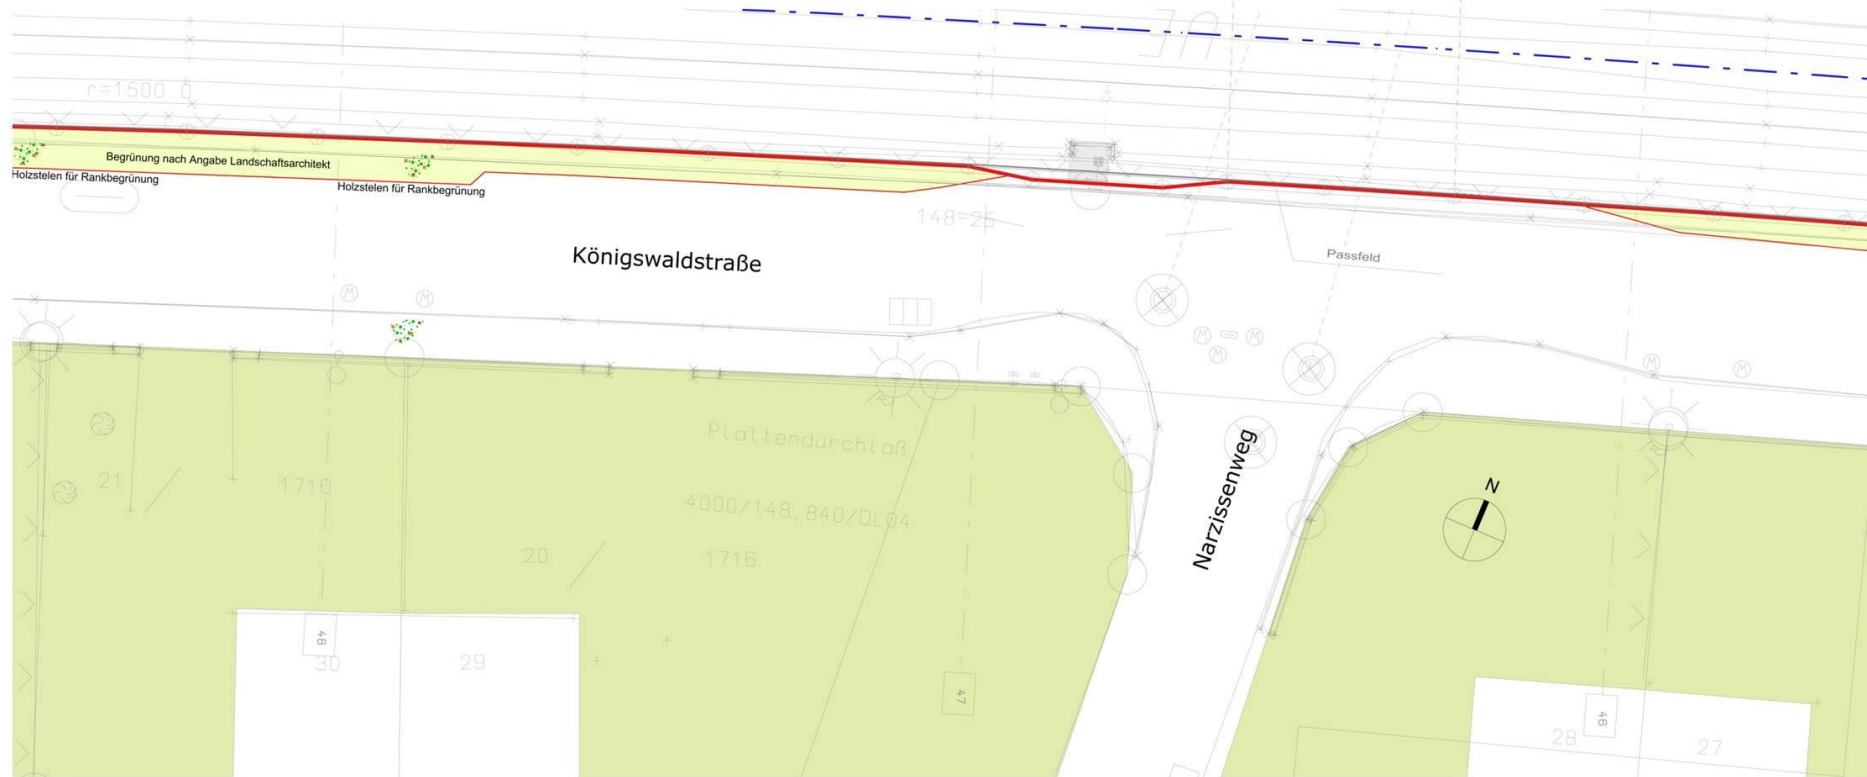 r=1500.0
Begrünung nach Angabe Landschaftsarchitekt
Holzstelen für Rankbegrünung
Holzstelen für Rankbegrünung
148=25
Königswaldstraße
Passfeld
M
M
M
M
M
M
M
Plattendurchlaß
21
1716
4000/148,840/DL04
20
1716
Narzissenweg
N
48
30
29
47
46
28
27